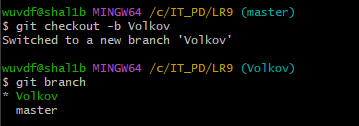 wuvdf@shal1b MINGW64 /c/IT_PD/LR9 (master)
$ git checkout -b Volkov
Switched to a new branch 'Volkov'
wuvdf@shal1b MINGW64 /c/IT_PD/LR9 (Volkov)
$ git branch
* Volkov
  master